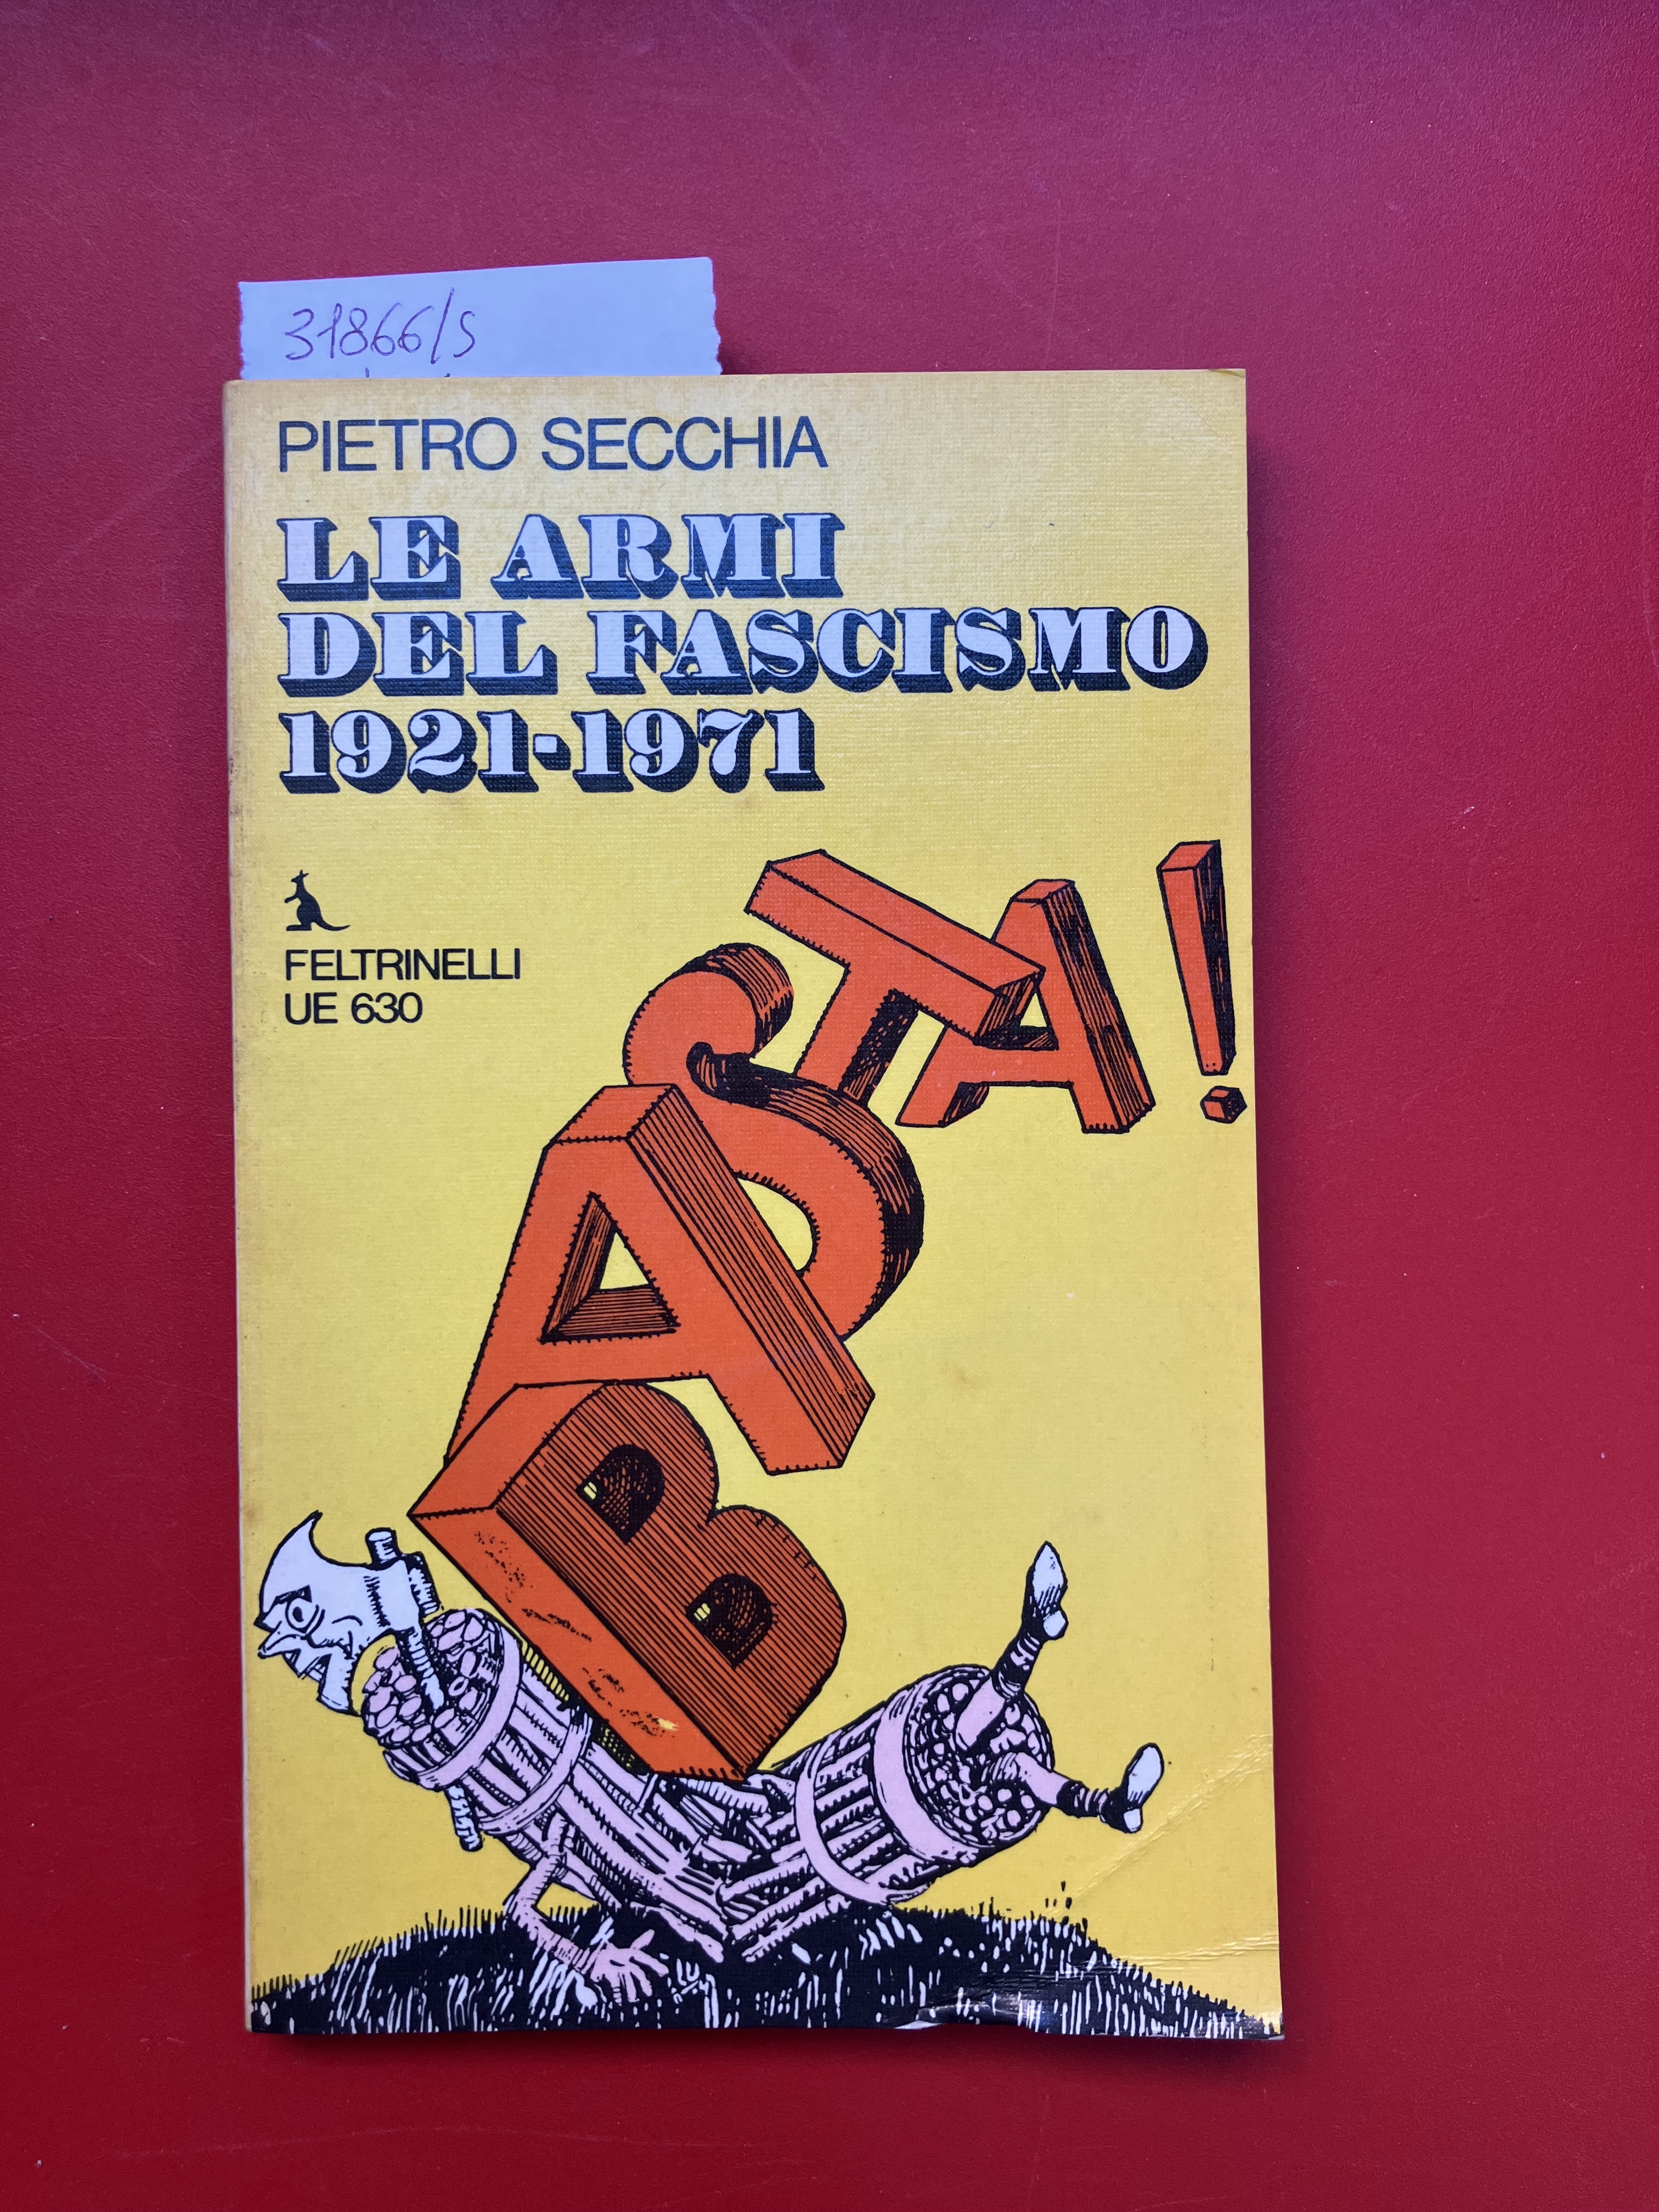 31866/S
PIETRO SECCHIA
LE ARMI
DEL FASCISMO
1921-1971
FELTRINELLI
UE 630
BASTA!